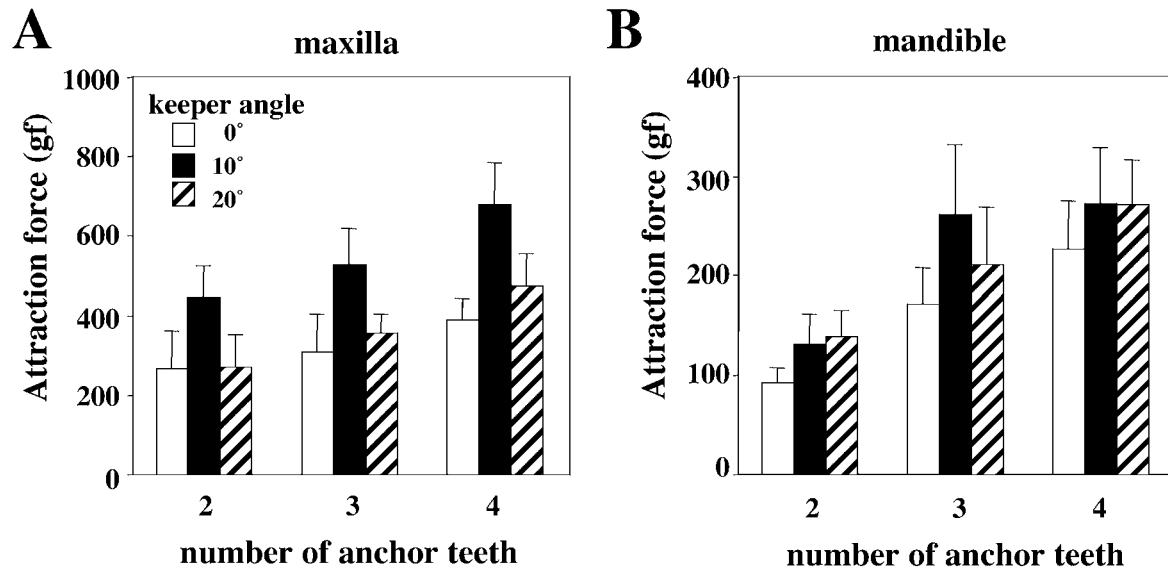 A
maxilla
Attraction force (gf)
1000
800
600
400
200
0
keeper angle
0°
10°
20°
2
3
4
number of anchor teeth
B
mandible
Attraction force (gf)
400
300
200
100
0
2
3
4
number of anchor teeth